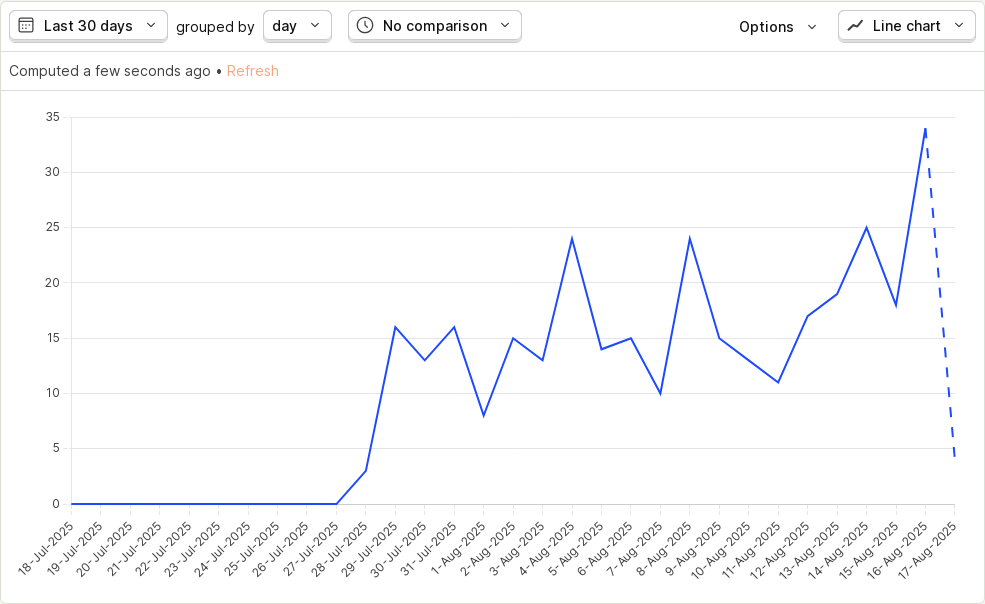 Last 30 days grouped by day No comparison Options Line chart
Computed a few seconds ago • Refresh
35
30
25
20
15
10
5
0
18-Jul-2025
19-Jul-2025
20-Jul-2025
21-Jul-2025
22-Jul-2025
23-Jul-2025
24-Jul-2025
25-Jul-2025
26-Jul-2025
27-Jul-2025
28-Jul-2025
29-Jul-2025
30-Jul-2025
31-Jul-2025
1-Aug-2025
2-Aug-2025
3-Aug-2025
4-Aug-2025
5-Aug-2025
6-Aug-2025
7-Aug-2025
8-Aug-2025
9-Aug-2025
10-Aug-2025
11-Aug-2025
12-Aug-2025
13-Aug-2025
14-Aug-2025
15-Aug-2025
16-Aug-2025
17-Aug-2025